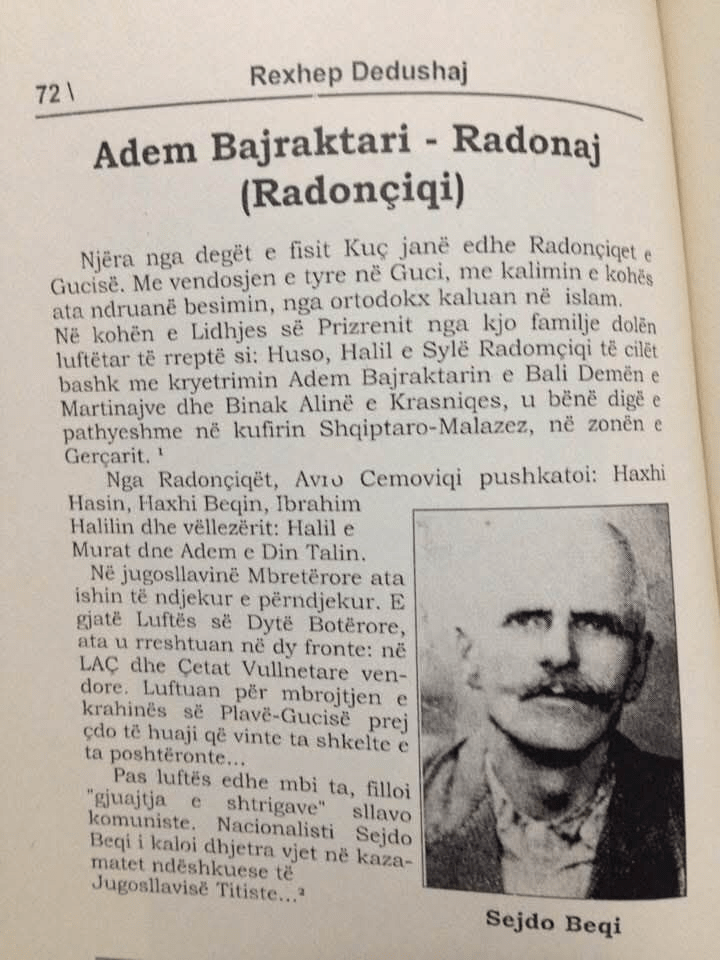 72 \
Rexhep Dedushaj
Adem Bajraktari - Radonaj
(Radonçiqi)
Njëra nga degët e fisit Kuç janë edhe Radonçiqet e
Gucisë. Me vendosjen e tyre në Guci, me kalimin e kohës
ata ndruanë besimin, nga ortodokx kaluan në islam.
Në kohën e Lidhjes së Prizrenit nga kjo familje dolën
luftëtar të rreptë si: Huso, Halil e Sylë Radomçiqi të cilët
bashk me kryetrimin Adem Bajraktarin e Bali Demën e
Martinajve dhe Binak Alinë e Krasniqes, u bënë digë e
pathyeshme në kufirin Shqiptaro-Malazez, në zonën e
Gerçarit. ¹
Nga Radonçiqët, Avro Cemoviqi pushkatoi: Haxhi
Hasin, Haxhi Beqin, Ibrahim
Halilin dhe vëllezërit: Halil e
Murat dne Adem e Din Talin.
Në jugosllavinë Mbretërore ata
ishin të ndjekur e përndjekur. E
gjatë Luftës së Dytë Botërore,
ata u rreshtuan në dy fronte: në
LAÇ dhe Çetat Vullnetare ven-
dore. Luftuan për mbrojtjen e
krahinës së Plavë-Gucisë prej
çdo të huaji që vinte ta shkelte e
ta poshtëronte...
Pas luftës edhe mbi ta, filloi
"gjuajtja e shtrigave" sllavo
komuniste. Nacionalisti Sejdo
Beqi i kaloi dhjetra vjet në kaza-
matet ndëshkuese të
Jugosllavisë Titiste...²
Sejdo Beqi